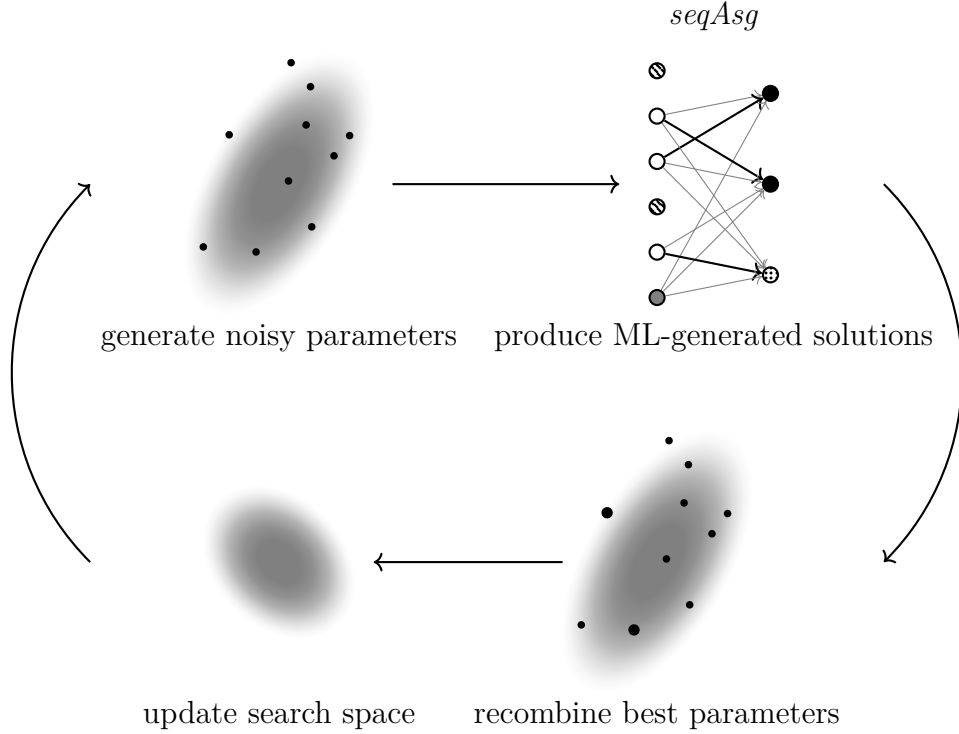 seqAsg
generate noisy parameters
produce ML-generated solutions
update search space
recombine best parameters